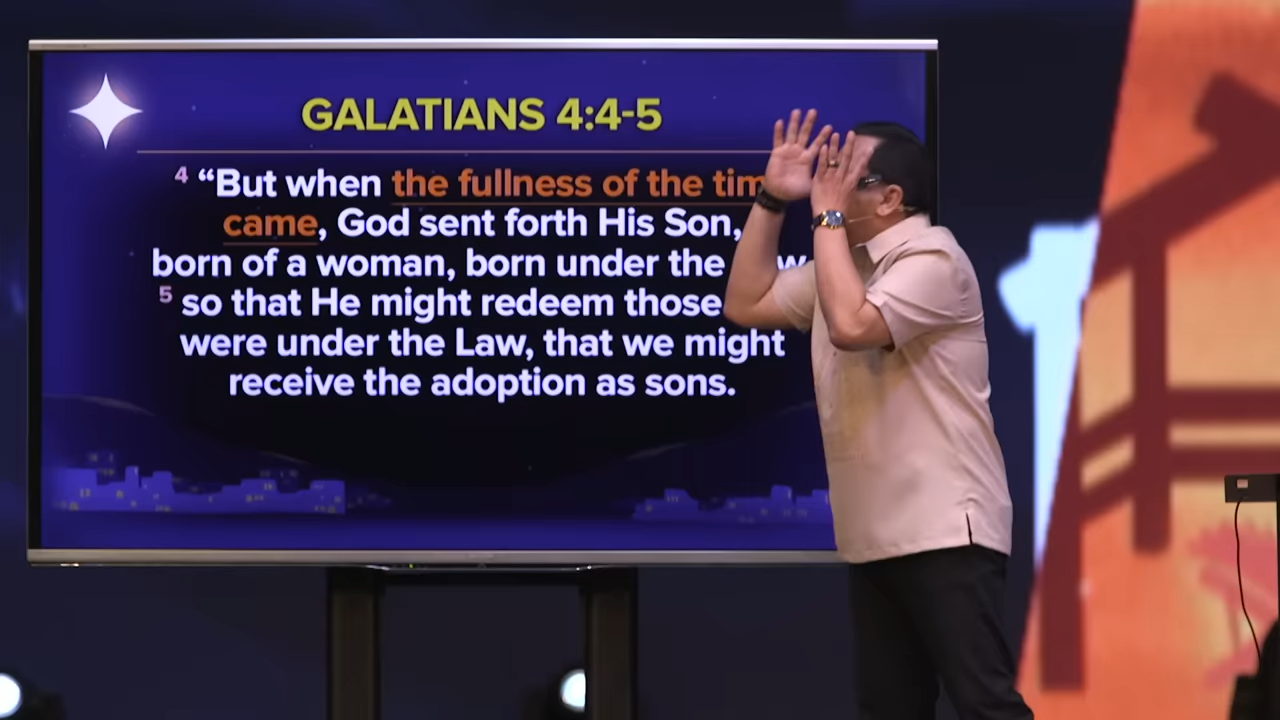 GALATIANS 4:4-5
4 “But when the fullness of the tim
came, God sent forth His Son,
born of a woman, born under the w
5 so that He might redeem those
were under the Law, that we might
receive the adoption as sons.